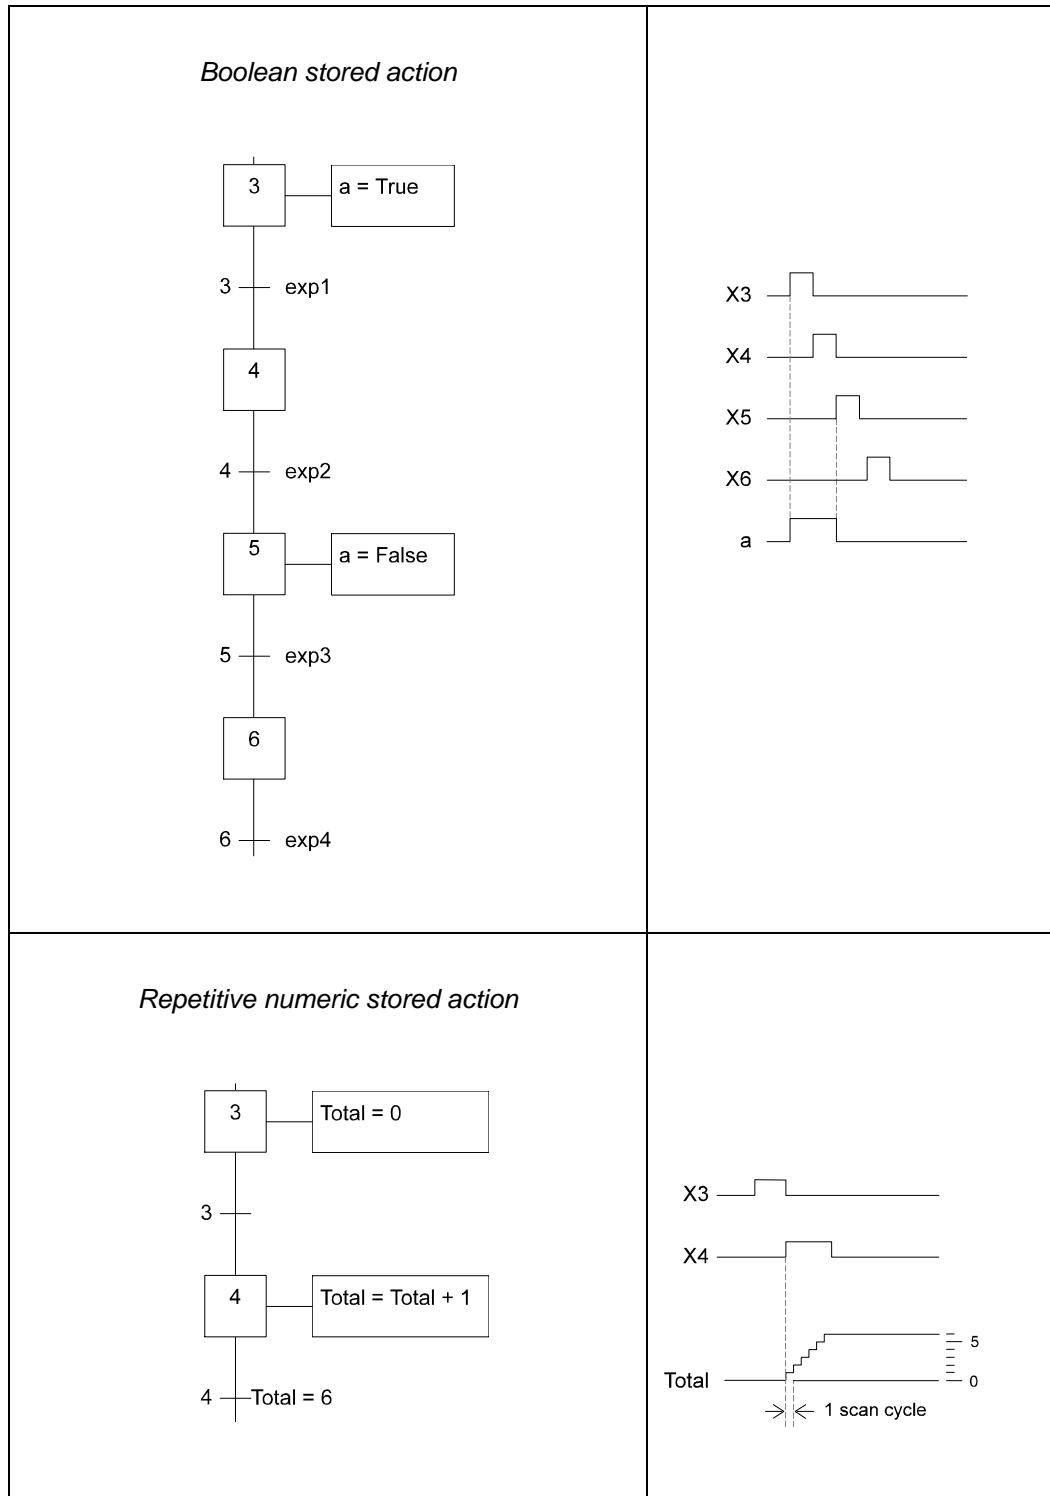 Boolean stored action
3
a = True
3
exp1
4
4
exp2
5
a = False
5
exp3
6
6
exp4
X3
X4
X5
X6
a
Repetitive numeric stored action
3
Total = 0
3
4
Total = Total + 1
4
Total = 6
X3
X4
Total
5
0
1 scan cycle